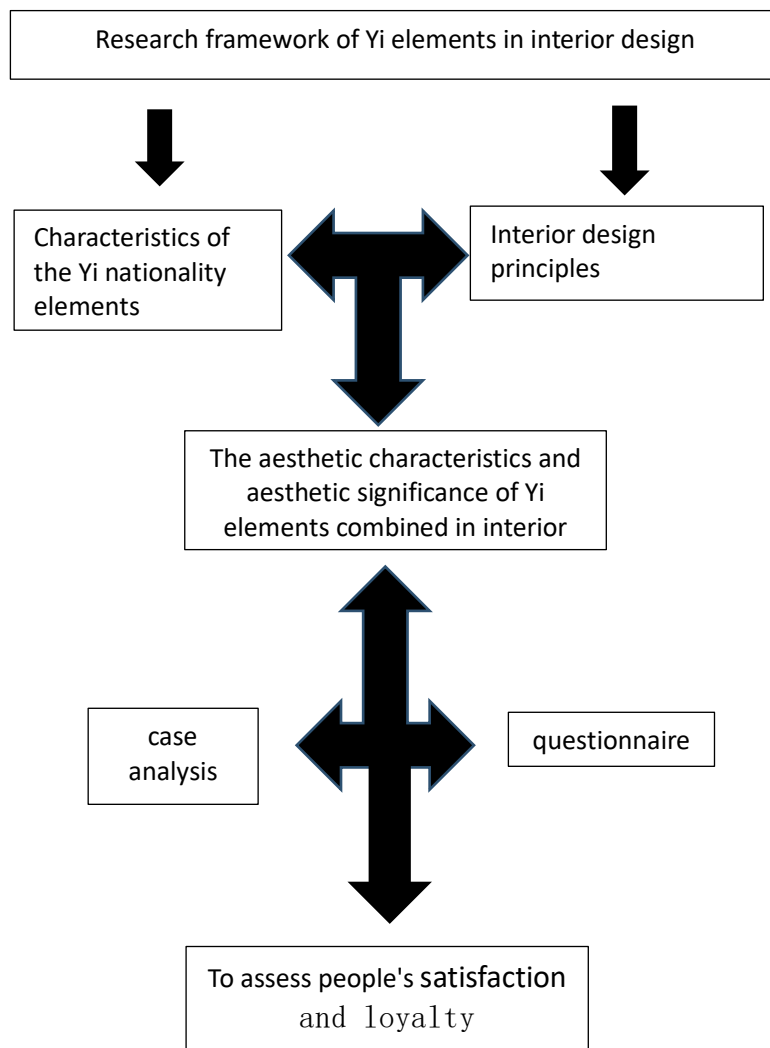 Research framework of Yi elements in interior design
Characteristics of
the Yi nationality
elements
Interior design
principles
The aesthetic characteristics and
aesthetic significance of Yi
elements combined in interior
case
analysis
questionnaire
To assess people's satisfaction
and loyalty